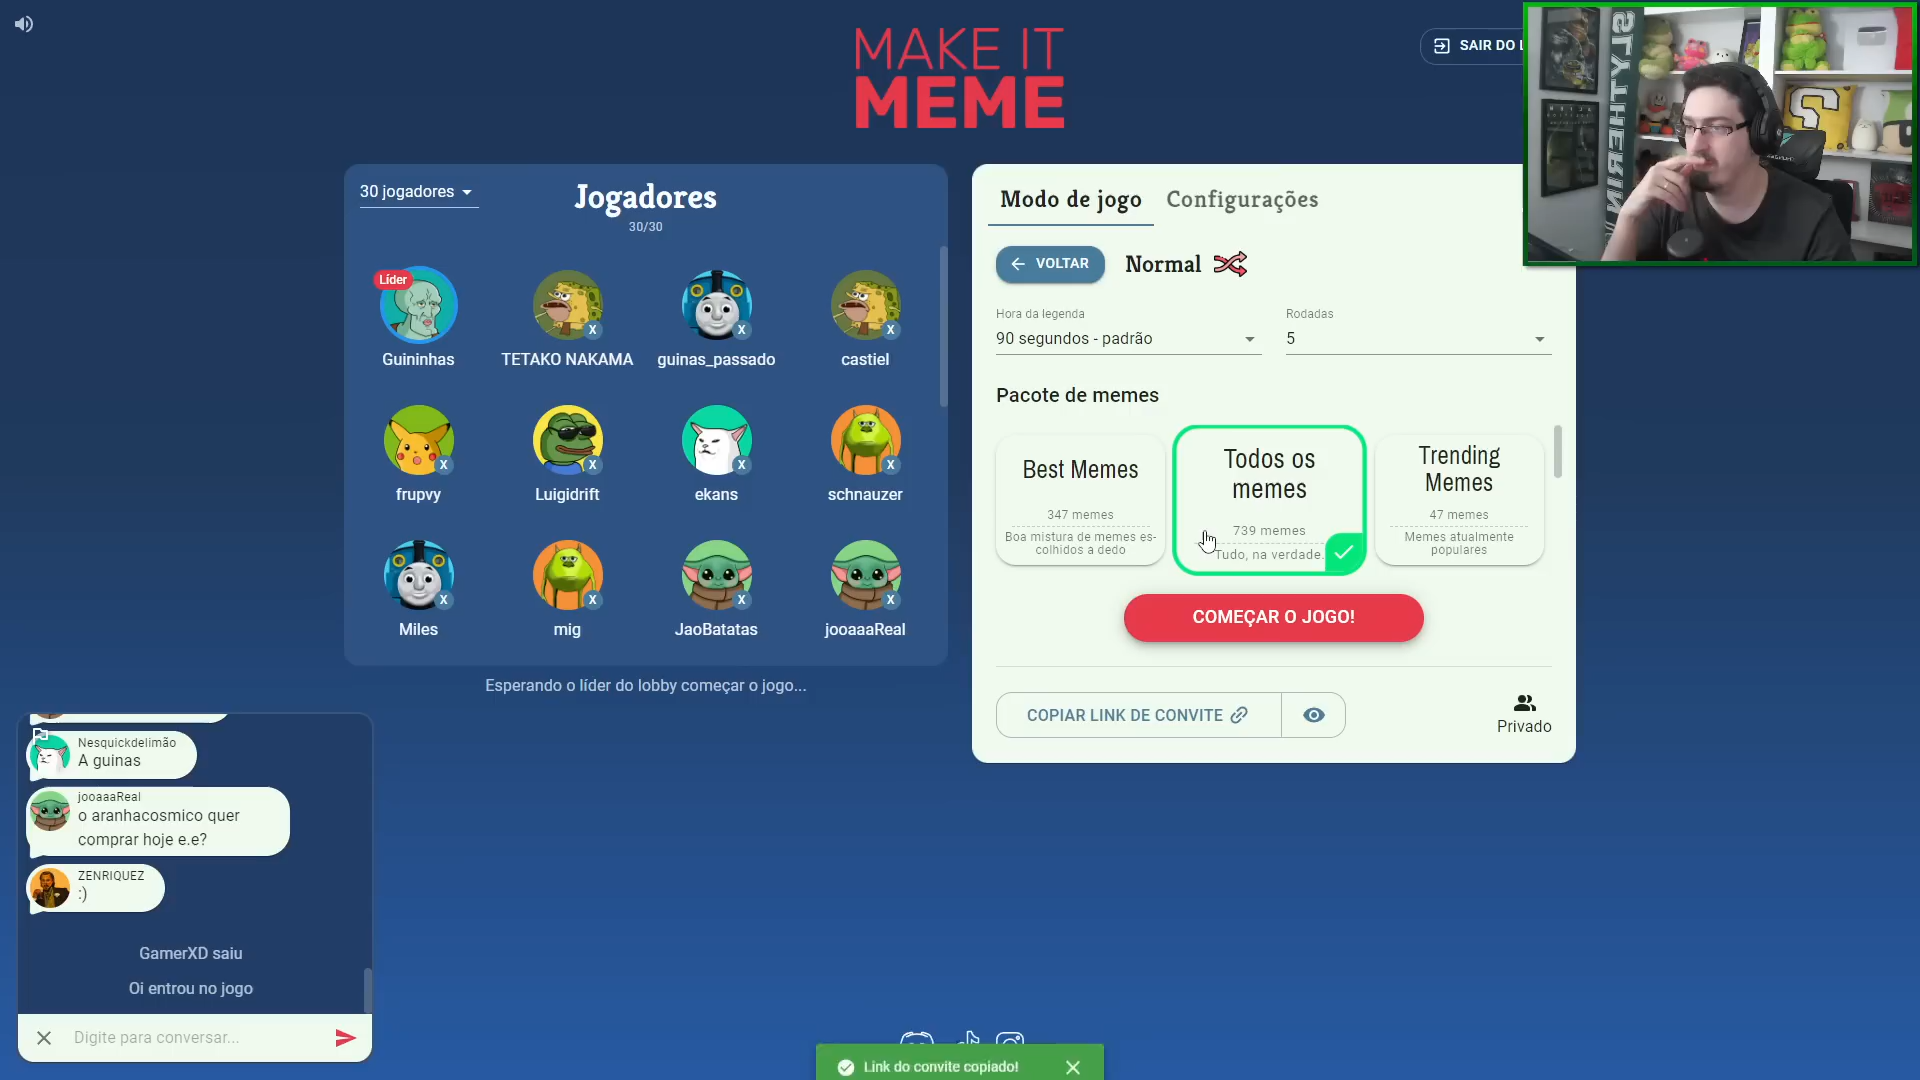 MAKE IT
MEME
SAIR DO L
SLYTHERIN
30 jogadores
Jogadores
30/30
Líder
Guininhas
X
TETAKO NAKAMA
X
guinas_passado
X
castiel
X
frupvy
X
Luigidrift
X
ekans
X
schnauzer
X
Miles
X
mig
X
JaoBatatas
X
jooaaaReal
Esperando o líder do lobby começar o jogo...
Modo de jogo
Configurações
VOLTAR
Normal
Hora da legenda
90 segundos - padrão
Rodadas
5
Pacote de memes
Best Memes
347 memes
Boa mistura de memes es-
colhidos a dedo
Todos os
memes
739 memes
Tudo, na verdade.
Trending
Memes
47 memes
Memes atualmente
populares
COMEÇAR O JOGO!
COPIAR LINK DE CONVITE
Privado
Nesquickdelimão
A guinas
jooaaaReal
o aranhacosmico quer
comprar hoje e.e?
ZENRIQUEZ
:)
GamerXD saiu
Oi entrou no jogo
Digite para conversar...
Link do convite copiado!